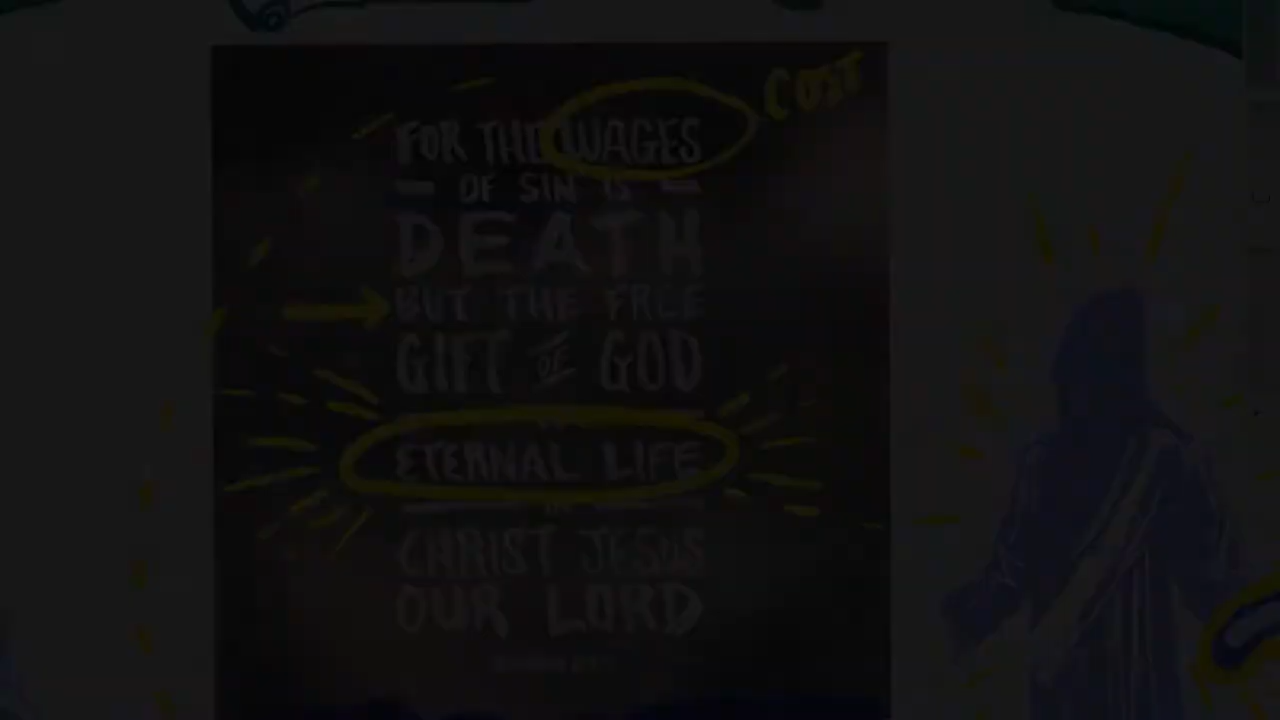 COST
FOR THE WAGES
OF SIN IS
DEATH
BUT THE FREE
GIFT OF GOD
ETERNAL LIFE
IN
CHRIST JESUS
OUR LORD